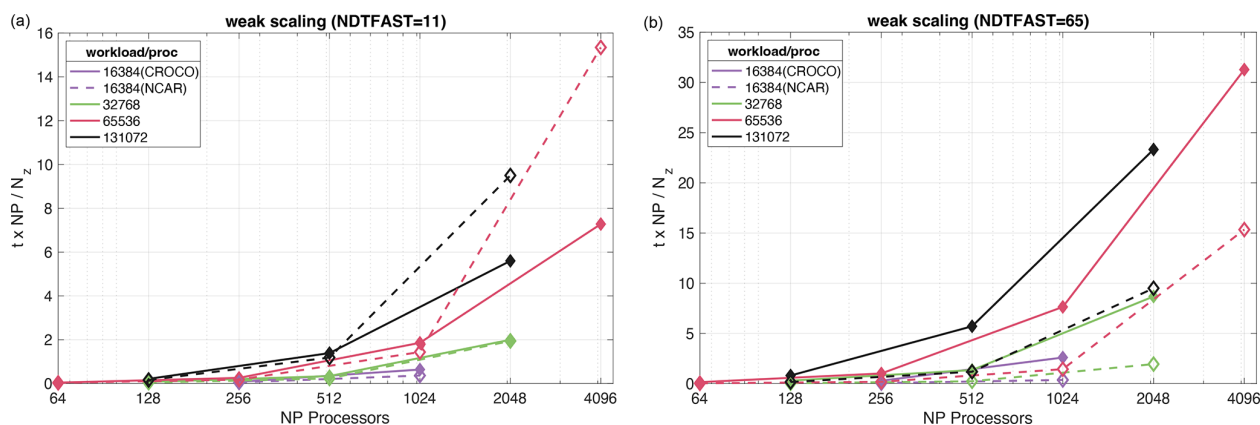 (a)
weak scaling (NDTFAST=11)
16
14
12
10
8
6
4
2
0
t x NP / N_z
workload/proc
16384(CROCO)
16384(NCAR)
32768
65536
131072
64
128
256
512
1024
2048
4096
NP Processors
(b)
weak scaling (NDTFAST=65)
35
30
25
20
15
10
5
0
t x NP / N_z
workload/proc
16384(CROCO)
16384(NCAR)
32768
65536
131072
64
128
256
512
1024
2048
4096
NP Processors